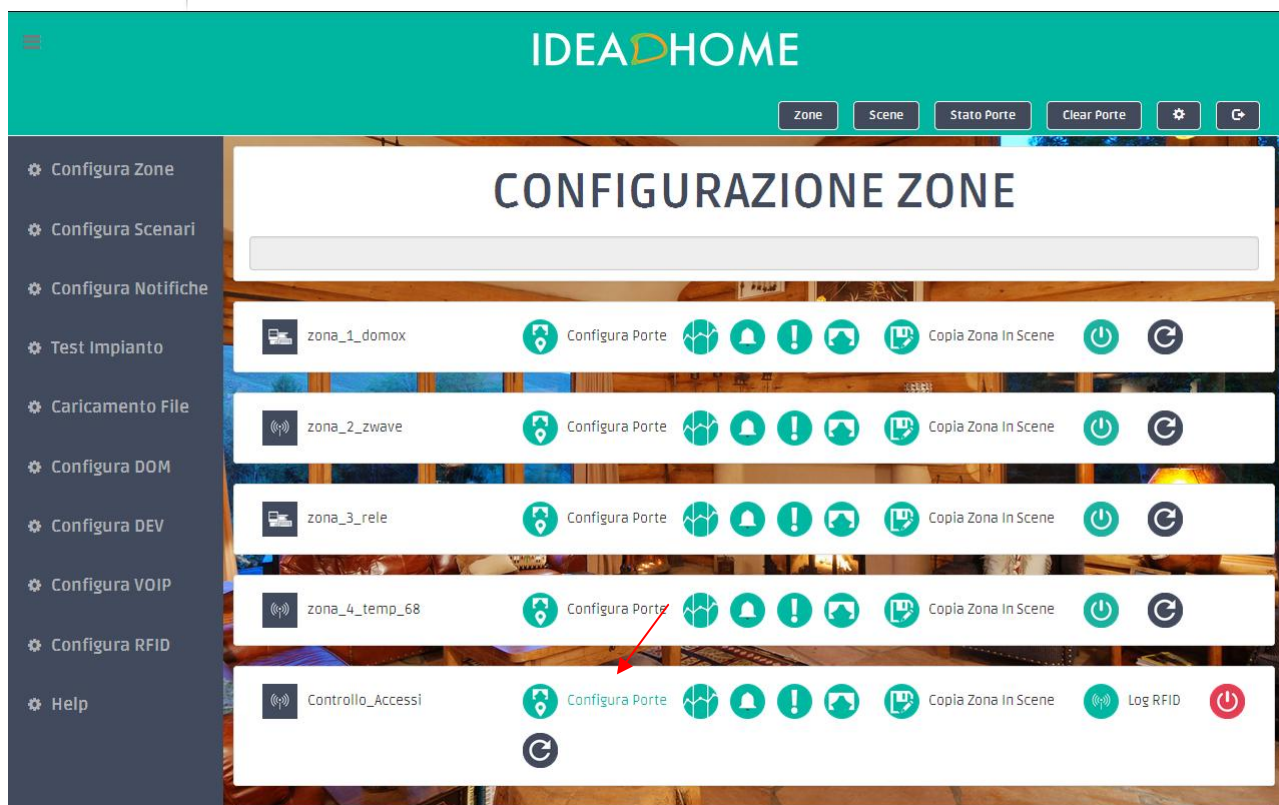 IDEADHOME
Zone Scene Stato Porte Clear Porte
Configura Zone
Configura Scenari
Configura Notifiche
Test Impianto
Caricamento File
Configura DOM
Configura DEV
Configura VOIP
Configura RFID
Help
CONFIGURAZIONE ZONE
zona_1_domox Configura Porte Copia Zona In Scene
zona_2_zwave Configura Porte Copia Zona In Scene
zona_3_rele Configura Porte Copia Zona In Scene
zona_4_temp_68 Configura Porte Copia Zona In Scene
Controllo_Accessi Configura Porte Copia Zona In Scene Log RFID